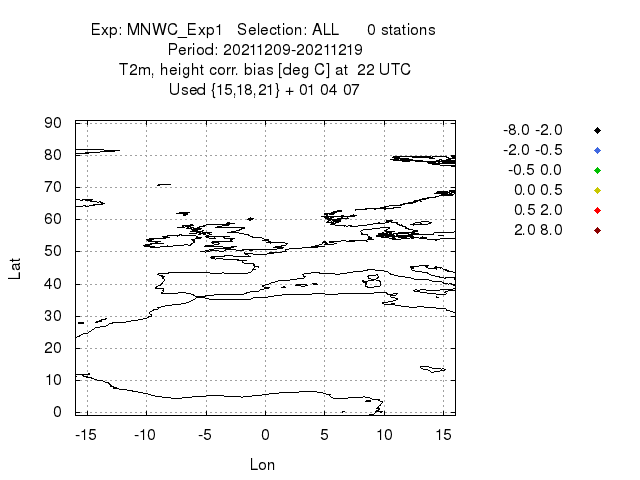 Exp: MNWC_Exp1   Selection: ALL      0 stations
Period: 20211209-20211219
T2m, height corr. bias [deg C] at  22 UTC
Used {15,18,21} + 01 04 07
-8.0 -2.0
-2.0 -0.5
-0.5 0.0
0.0 0.5
0.5 2.0
2.0 8.0
90
80
70
60
50
40
30
20
10
0
Lat
-15 -10 -5 0 5 10 15
Lon